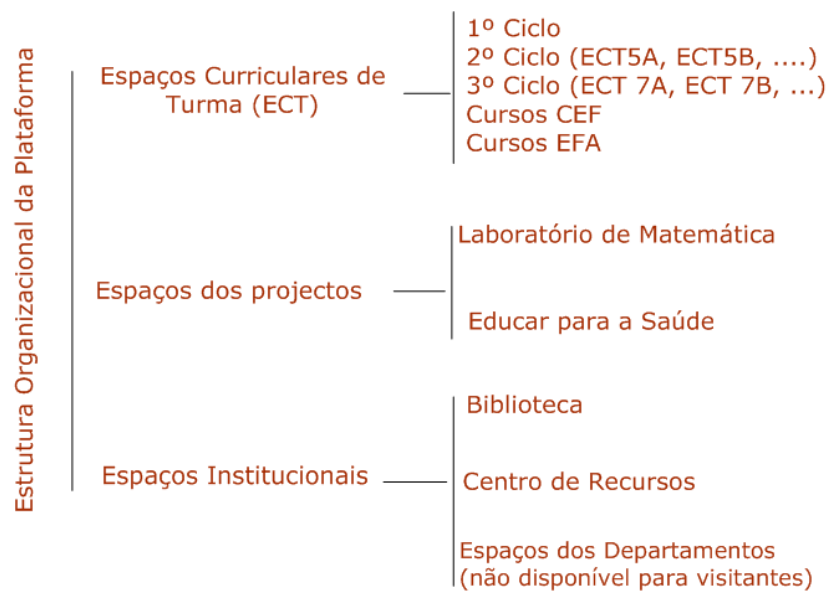 Estrutura Organizacional da Plataforma
Espaços Curriculares de
Turma (ECT)
1º Ciclo
2º Ciclo (ECT5A, ECT5B, ....)
3º Ciclo (ECT 7A, ECT 7B, ...)
Cursos CEF
Cursos EFA
Espaços dos projectos
Laboratório de Matemática
Educar para a Saúde
Espaços Institucionais
Biblioteca
Centro de Recursos
Espaços dos Departamentos
(não disponível para visitantes)